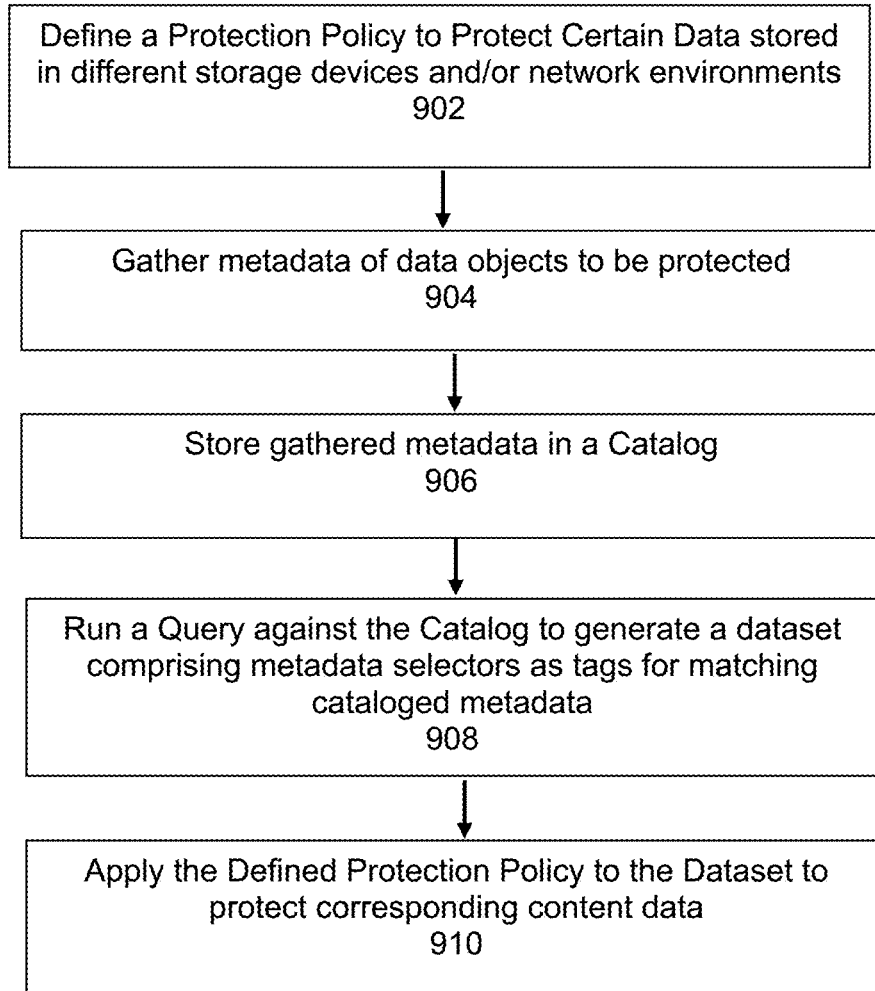 Define a Protection Policy to Protect Certain Data stored
in different storage devices and/or network environments
902
Gather metadata of data objects to be protected
904
Store gathered metadata in a Catalog
906
Run a Query against the Catalog to generate a dataset
comprising metadata selectors as tags for matching
cataloged metadata
908
Apply the Defined Protection Policy to the Dataset to
protect corresponding content data
910